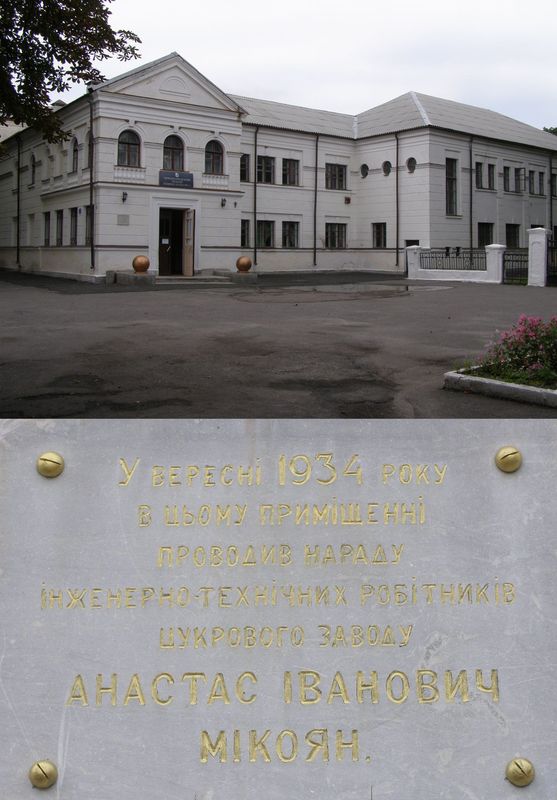 У ВЕРЕСНІ 1934 РОКУ
В ЦЬОМУ ПРИМІЩЕННІ
ПРОВОДИВ НАРАДУ
ІНЖЕНЕРНО-ТЕХНІЧНИХ РОБІТНИКІВ
ЦУКРОВОГО ЗАВОДУ
АНАСТАС ІВАНОВИЧ
МІКОЯН.